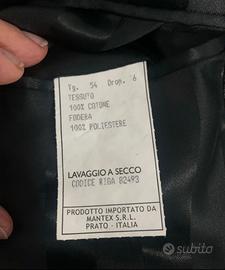 Tg. 54 Drop. 6
TESSUTO
100% COTONE
FODERA
100% POLIESTERE
LAVAGGIO A SECCO
CODICE RIGA 82493
PRODOTTO IMPORTATO DA
MANTEX S.R.L.
PRATO - ITALIA
subito